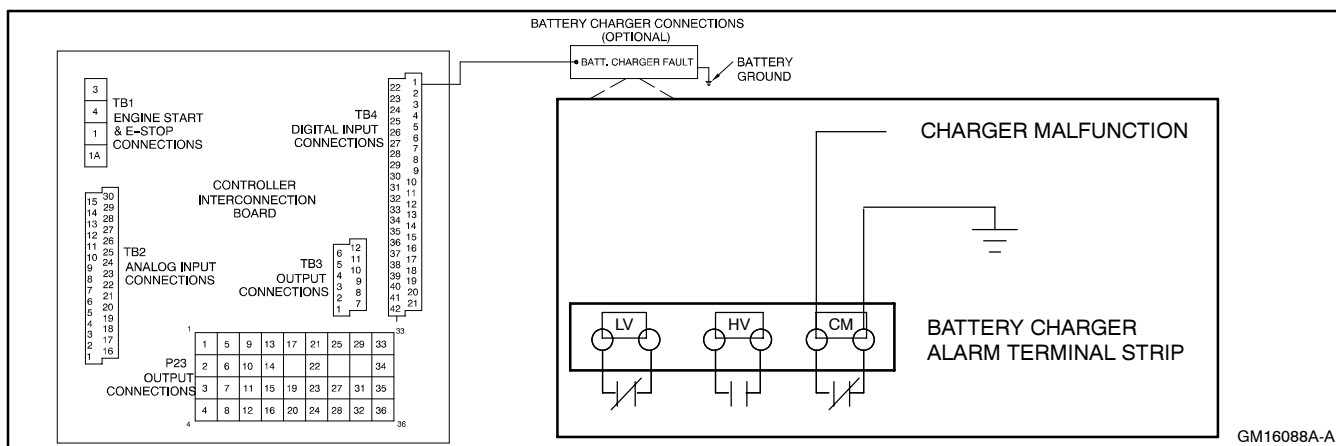 BATTERY CHARGER CONNECTIONS
(OPTIONAL)
BATT. CHARGER FAULT
BATTERY
GROUND
3
4
1
1A
TB1
ENGINE START
& E-STOP
CONNECTIONS
TB4
DIGITAL INPUT
CONNECTIONS
22
23
24
25
26
27
28
29
30
31
32
33
34
35
36
37
38
39
40
41
42
1
2
3
4
5
6
7
8
9
10
11
12
13
14
15
16
17
18
19
20
21
CONTROLLER
INTERCONNECTION
BOARD
15
14
13
12
11
10
9
8
7
6
5
4
3
2
1
30
29
28
27
26
25
24
23
22
21
20
19
18
17
16
TB2
ANALOG INPUT
CONNECTIONS
TB3
OUTPUT
CONNECTIONS
6
5
4
3
2
1
12
11
10
9
8
7
P23
OUTPUT
CONNECTIONS
1 33
1 5 9 13 17 21 25 29 33
2 6 10 14 22 34
3 7 11 15 19 23 27 31 35
4 8 12 16 20 24 28 32 36
4 36
CHARGER MALFUNCTION
LV HV CM
BATTERY CHARGER
ALARM TERMINAL STRIP
GM16088A-A